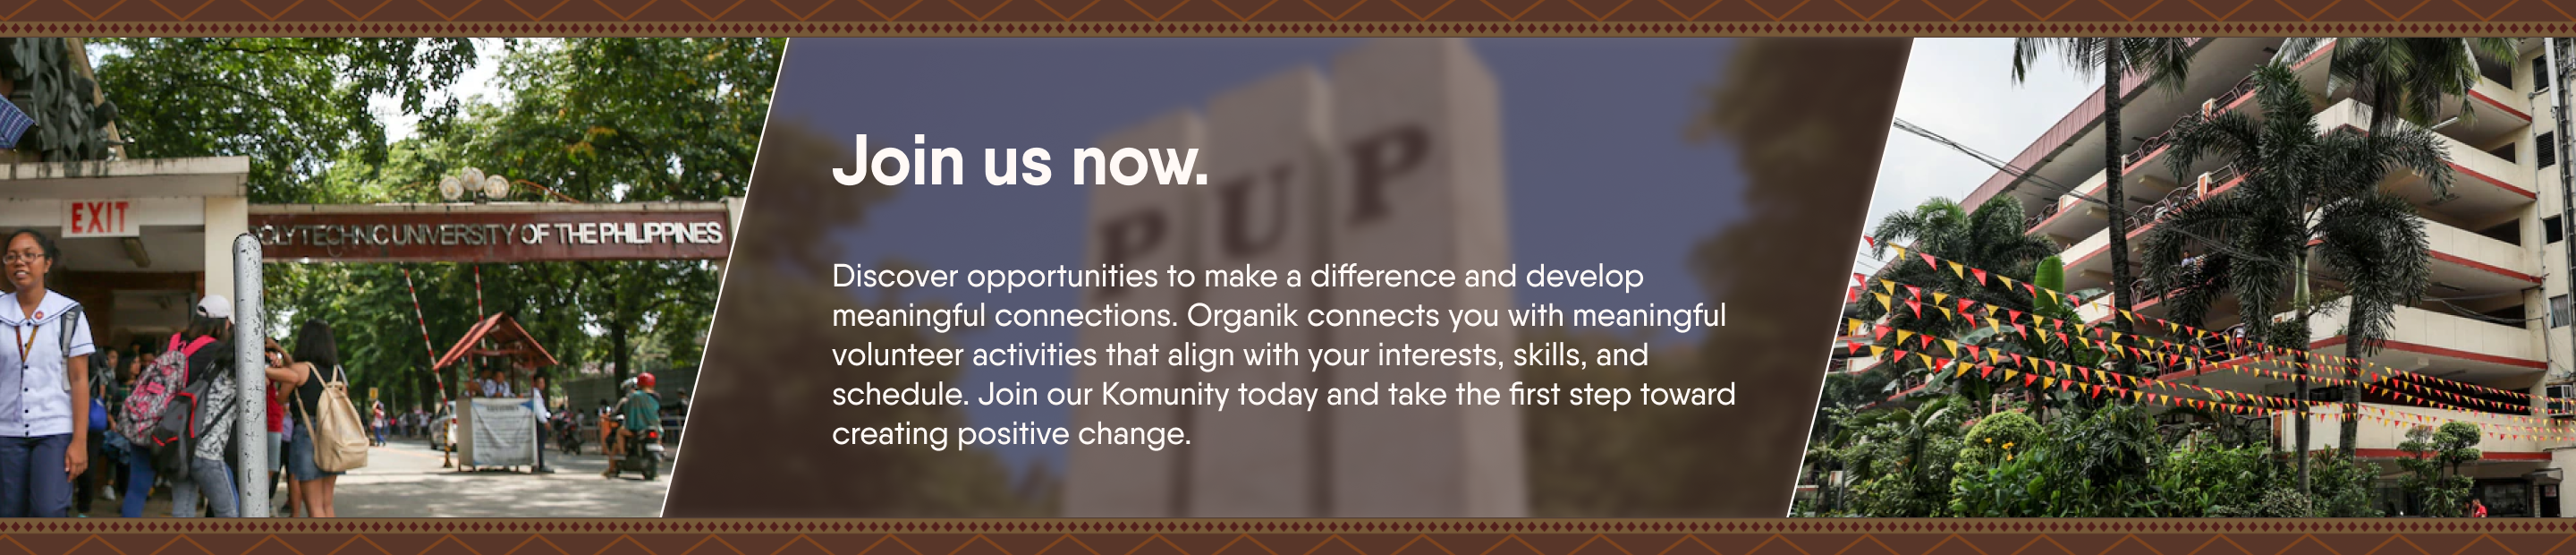 EXIT
POLYTECHNIC UNIVERSITY OF THE PHILIPPINES
PUP
Join us now.
Discover opportunities to make a difference and develop
meaningful connections. Organik connects you with meaningful
volunteer activities that align with your interests, skills, and
schedule. Join our Komunity today and take the first step toward
creating positive change.